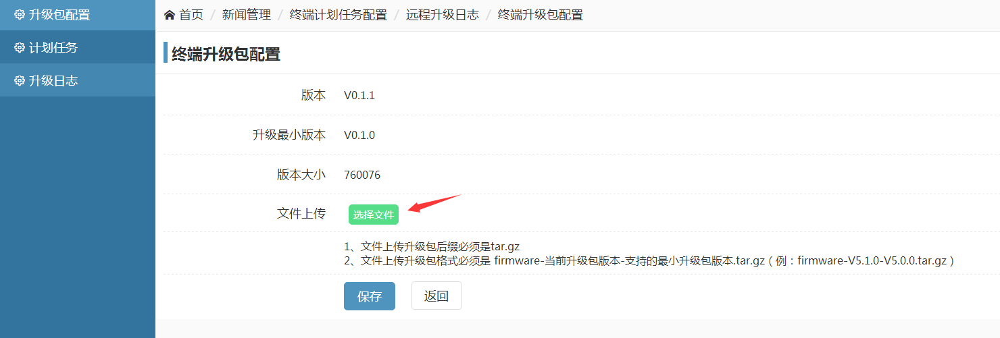 升级包配置
计划任务
升级日志
首页 / 新闻管理 / 终端计划任务配置 / 远程升级日志 / 终端升级包配置
终端升级包配置
版本 V0.1.1
升级最小版本 V0.1.0
版本大小 760076
文件上传 选择文件
1、文件上传升级包后缀必须是tar.gz
2、文件上传升级包格式必须是 firmware-当前升级包版本-支持的最小升级包版本.tar.gz（例：firmware-V5.1.0-V5.0.0.tar.gz）
保存 返回